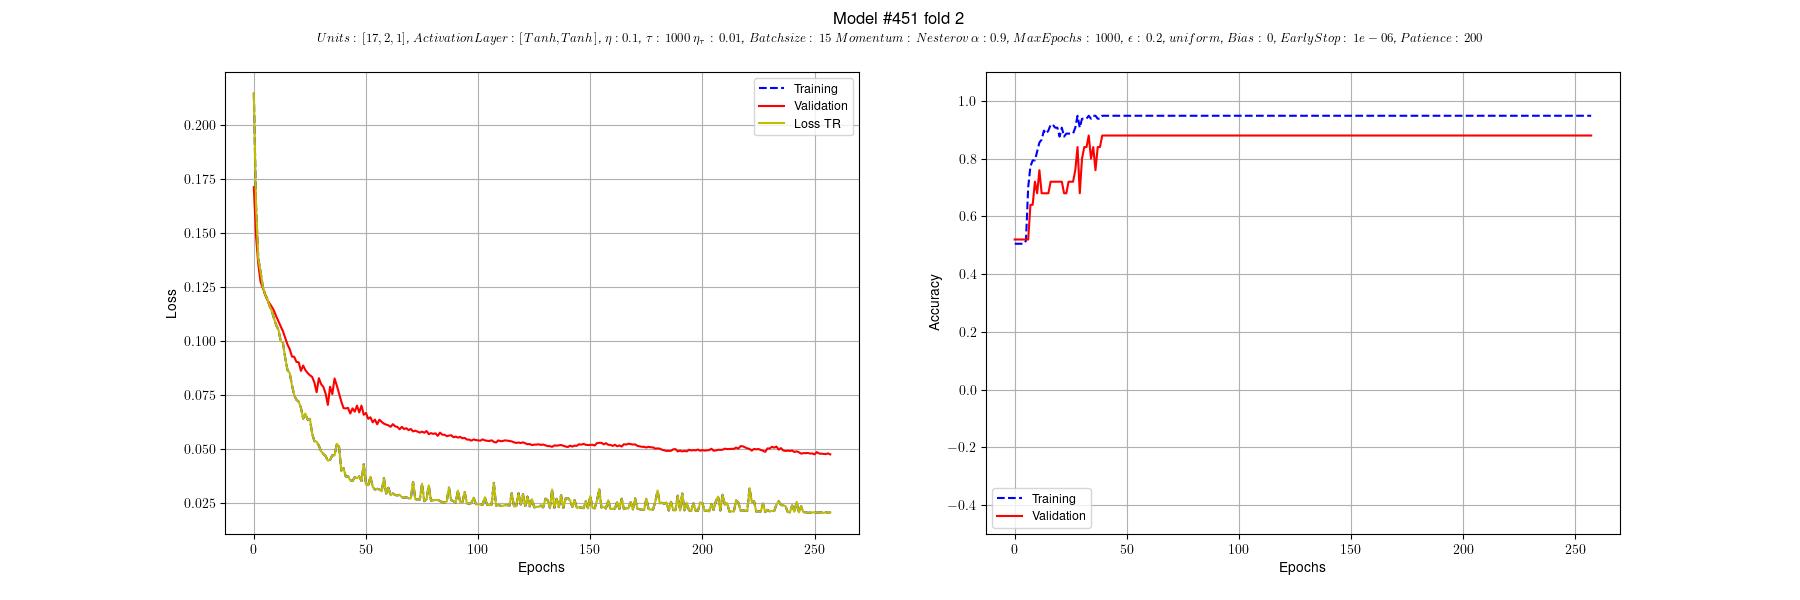 Model #451 fold 2
Units : [17, 2, 1], ActivationLayer : [Tanh, Tanh], η : 0.1, τ : 1000 ητ : 0.01, Batchsize : 15 Momentum : Nesterov α : 0.9, MaxEpochs : 1000, ϵ : 0.2, uniform, Bias : 0, EarlyStop : 1e − 06, Patience : 200
Training
Validation
Loss TR
0.200
0.175
0.150
0.125
0.100
0.075
0.050
0.025
Loss
0 50 100 150 200 250
Epochs
1.0
0.8
0.6
0.4
0.2
0.0
−0.2
−0.4
Accuracy
Training
Validation
0 50 100 150 200 250
Epochs